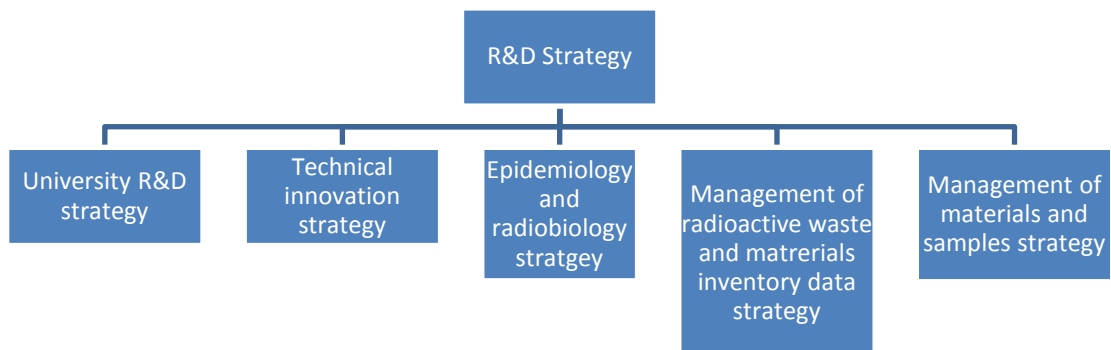 R&D Strategy
University R&D
strategy
Technical
innovation
strategy
Epidemiology
and
radiobiology
stratgey
Management of
radioactive waste
and matrerials
inventory data
strategy
Management of
materials and
samples strategy